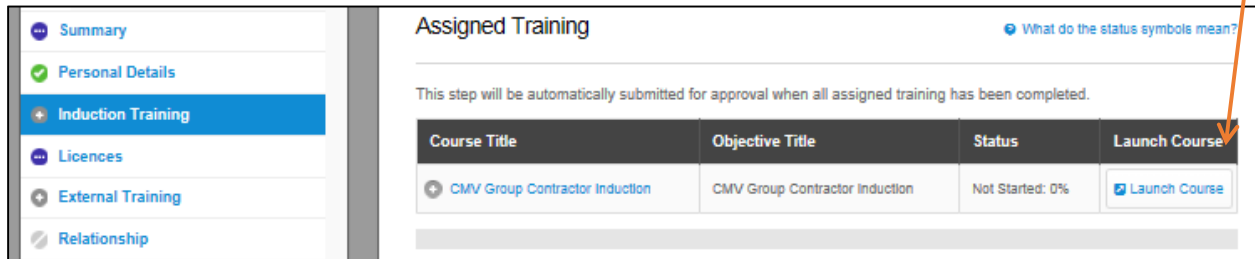 Summary
Personal Details
Induction Training
Licences
External Training
Relationship
Assigned Training
What do the status symbols mean?
This step will be automatically submitted for approval when all assigned training has been completed.
Course Title Objective Title Status Launch Course
CMV Group Contractor Induction CMV Group Contractor Induction Not Started: 0% Launch Course